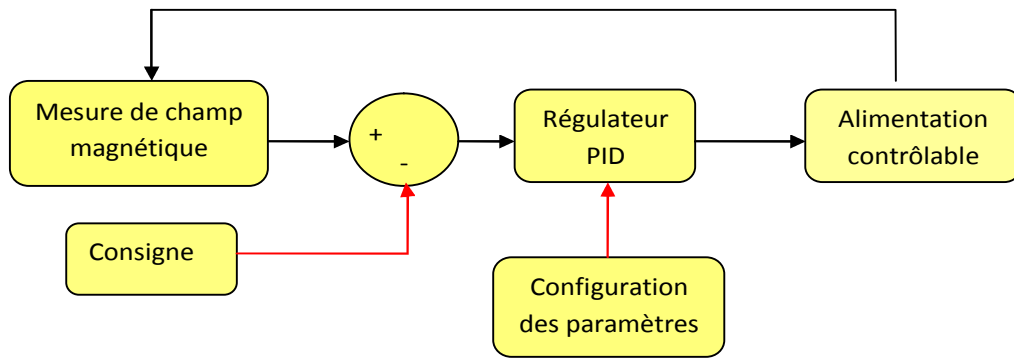 Mesure de champ
magnétique
+
-
Régulateur
PID
Alimentation
contrôlable
Consigne
Configuration
des paramètres